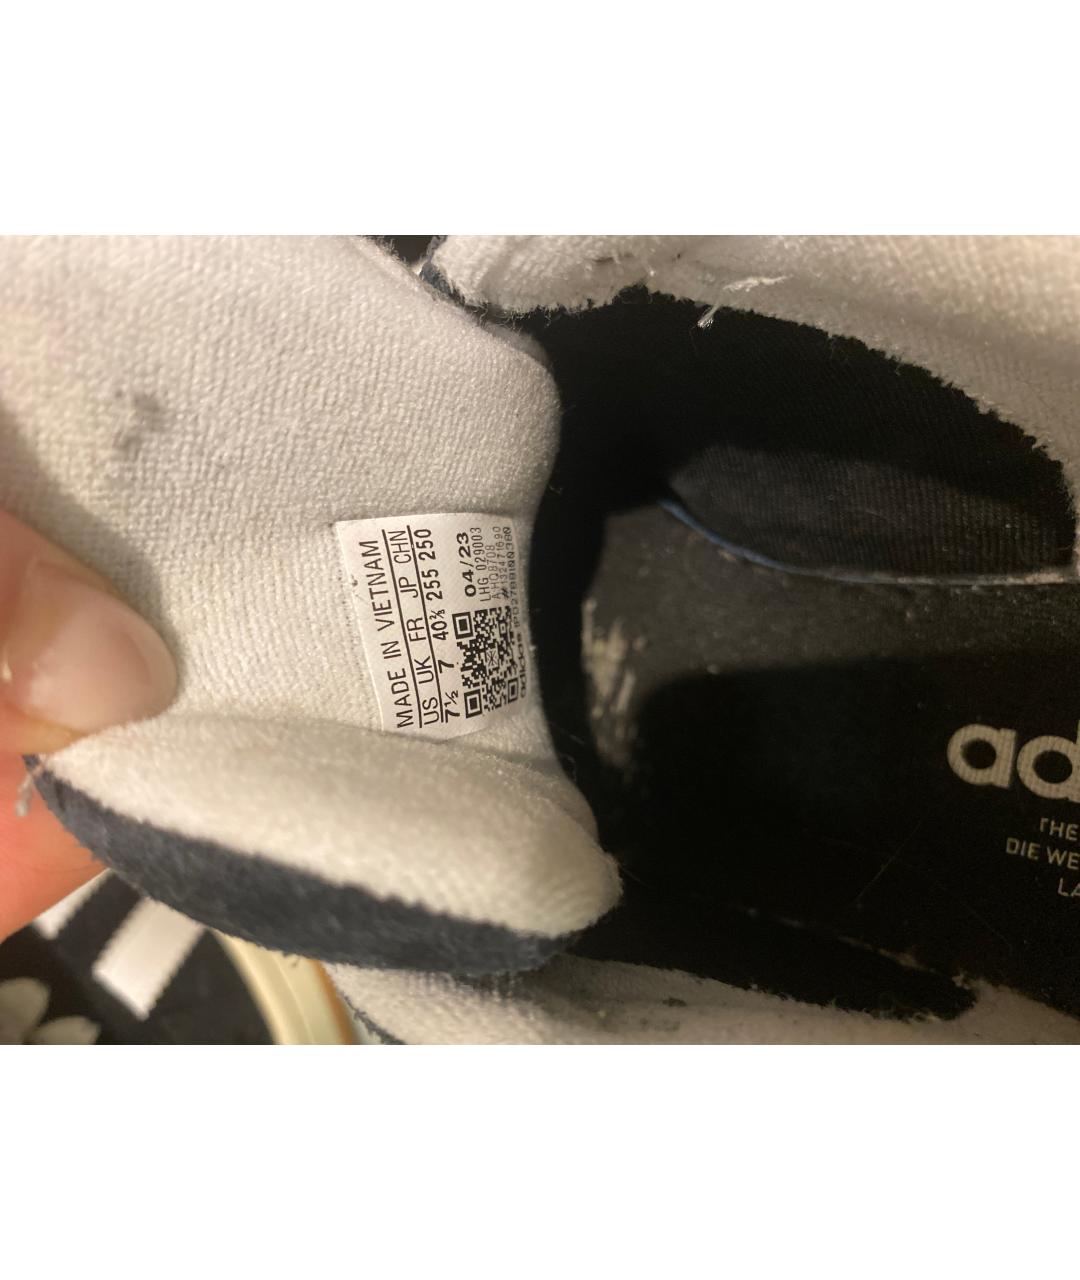 MADE IN VIETNAM
US UK FR JP CHN
7½ 7 40⅔ 255 250
04/23
LHG 029003
#132471690
adidas
ad
THE
DIE WE
LA